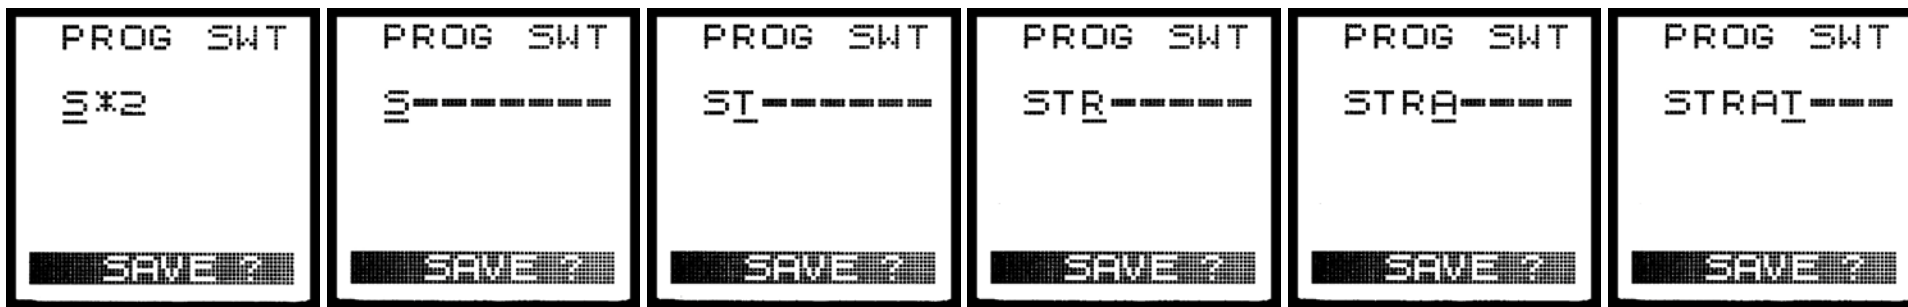 PROG SWT
S*2
SAVE ?
PROG SWT
S-------
SAVE ?
PROG SWT
ST------
SAVE ?
PROG SWT
STR-----
SAVE ?
PROG SWT
STRA----
SAVE ?
PROG SWT
STRAT---
SAVE ?